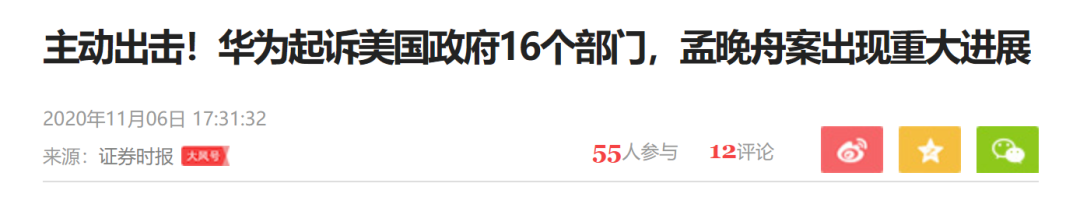 主动出击！华为起诉美国政府16个部门，孟晚舟案出现重大进展
2020年11月06日 17:31:32
来源：证券时报 大风号 55人参与 12评论